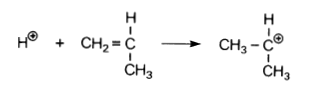 H
H
H⊕ + CH₂=C → CH₃–C⊕
CH₃
CH₃